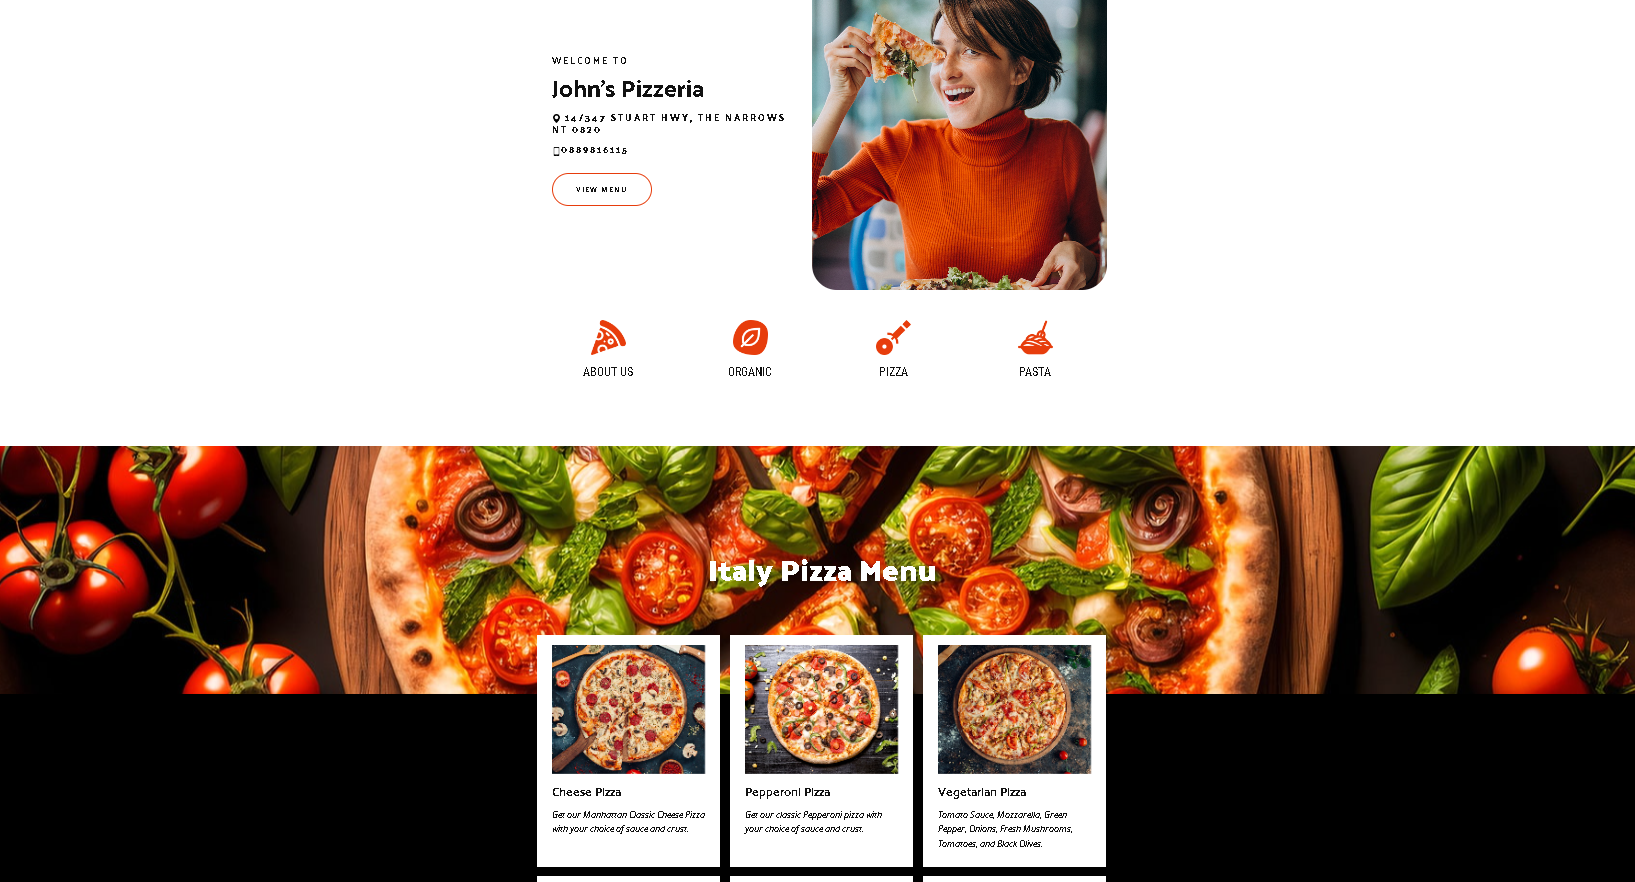 WELCOME TO
John's Pizzeria
14/347 STUART HWY, THE NARROWS
NT 0820
0889816115
VIEW MENU
ABOUT US
ORGANIC
PIZZA
PASTA
Italy Pizza Menu
Cheese Pizza
Get our Manhattan Classic Cheese Pizza
with your choice of sauce and crust.
Pepperoni Pizza
Get our classic Pepperoni pizza with
your choice of sauce and crust.
Vegetarian Pizza
Tomato Sauce, Mozzarella, Green
Pepper, Onions, Fresh Mushrooms,
Tomatoes, and Black Olives.